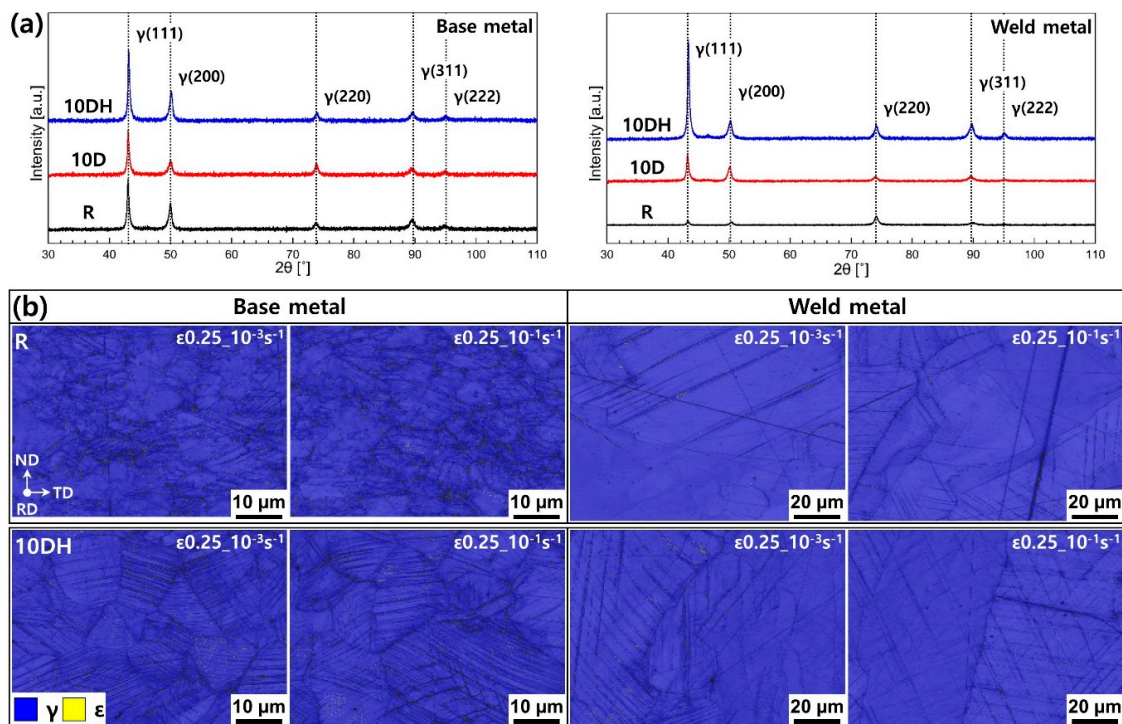 (a)
Base metal
γ(111)
γ(200)
γ(220)
γ(311)
γ(222)
10DH
10D
R
Intensity [a.u.]
30 40 50 60 70 80 90 100 110
2θ [˚]
Weld metal
γ(111)
γ(200)
γ(220)
γ(311)
γ(222)
10DH
10D
R
Intensity [a.u.]
30 40 50 60 70 80 90 100 110
2θ [˚]
(b)
Base metal
Weld metal
R
ε0.25_10⁻³s⁻¹
ε0.25_10⁻¹s⁻¹
ε0.25_10⁻³s⁻¹
ε0.25_10⁻¹s⁻¹
ND
TD
RD
10 μm
10 μm
20 μm
20 μm
10DH
ε0.25_10⁻³s⁻¹
ε0.25_10⁻¹s⁻¹
ε0.25_10⁻³s⁻¹
ε0.25_10⁻¹s⁻¹
γ ε
10 μm
10 μm
20 μm
20 μm